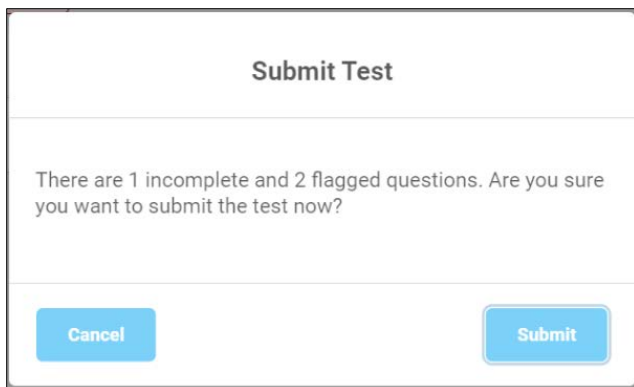 Submit Test
There are 1 incomplete and 2 flagged questions. Are you sure
you want to submit the test now?
Cancel
Submit